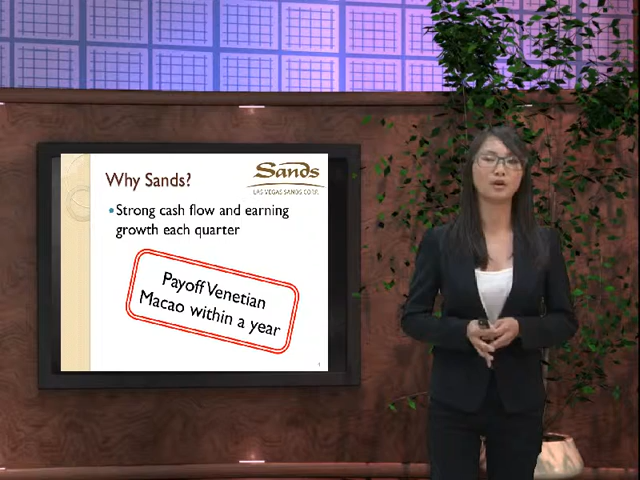 Why Sands?
Sands
LAS VEGAS SANDS CORP.
•Strong cash flow and earning
growth each quarter
Payoff Venetian
Macao within a year